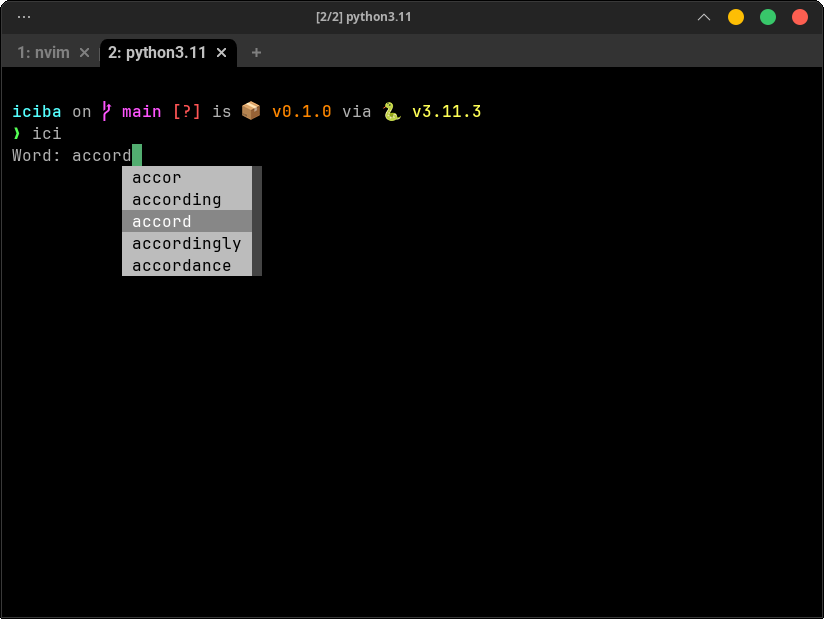 [2/2] python3.11
1: nvim × 2: python3.11 × +
iciba on main [?] is 📦 v0.1.0 via 🐍 v3.11.3
❯ ici
Word: accord
accor
according
accord
accordingly
accordance